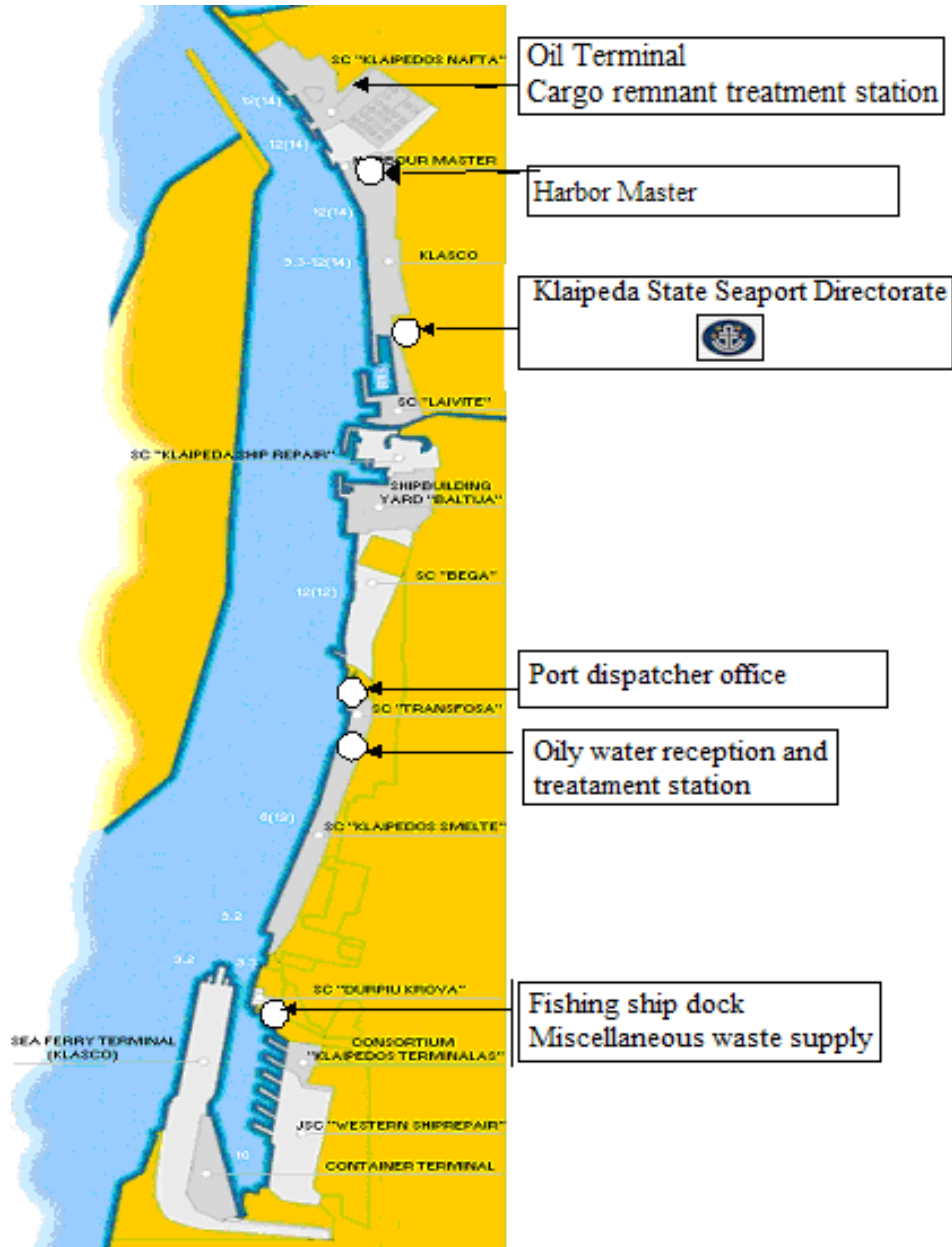 SC "KLAIPEDOS NAFTA"
Oil Terminal
Cargo remnant treatment station
12(14)
12(14)
HARBOUR MASTER
Harbor Master
12(14)
9.3-12(14)
KLASCO
Klaipeda State Seaport Directorate
SC "LAIVITE"
SC "KLAIPEDA SHIP REPAIR"
SHIPBUILDING
YARD "BALTIJA"
SC "BEGA"
12(12)
Port dispatcher office
SC "TRANSFOSA"
Oily water reception and
treatament station
SC "KLAIPEDOS SMELTE"
9.2
9.2
SC "DURPIU KROVA"
Fishing ship dock
Miscellaneous waste supply
SEA FERRY TERMINAL
(KLASCO)
CONSORTIUM
"KLAIPEDOS TERMINALAS"
JSC "WESTERN SHIPREPAIR"
10
CONTAINER TERMINAL